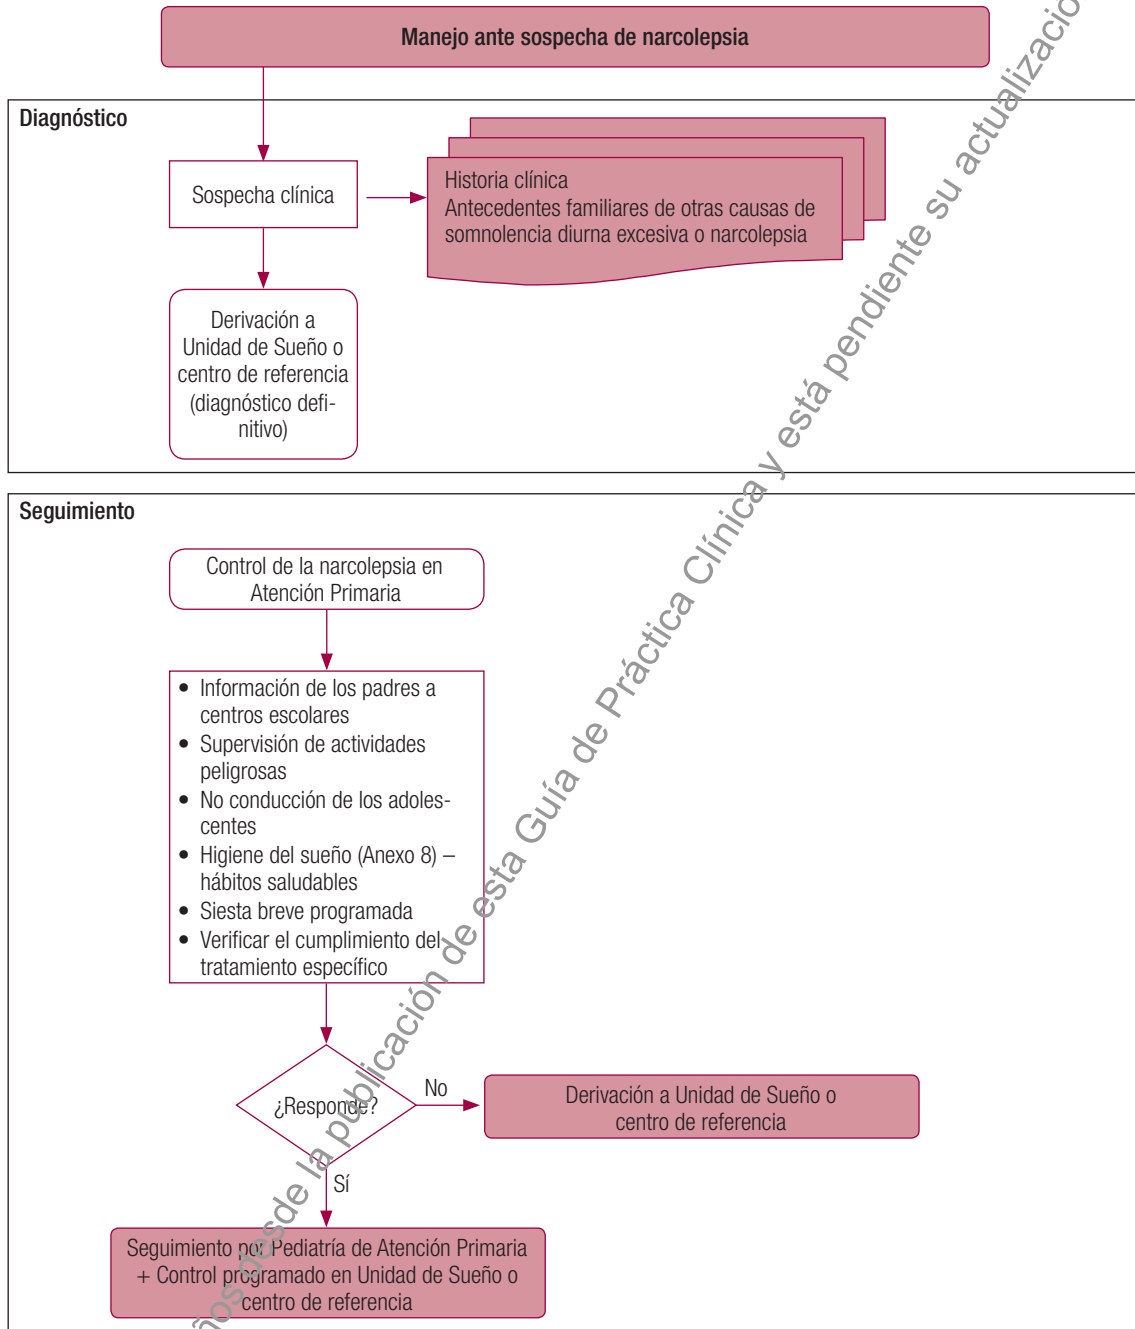 Manejo ante sospecha de narcolepsia
Diagnóstico
Sospecha clínica
Historia clínica
Antecedentes familiares de otras causas de
somnolencia diurna excesiva o narcolepsia
Derivación a
Unidad de Sueño o
centro de referencia
(diagnóstico defi-
nitivo)
Seguimiento
Control de la narcolepsia en
Atención Primaria
• Información de los padres a
centros escolares
• Supervisión de actividades
peligrosas
• No conducción de los adoles-
centes
• Higiene del sueño (Anexo 8) –
hábitos saludables
• Siesta breve programada
• Verificar el cumplimiento del
tratamiento específico
¿Responde?
No
Derivación a Unidad de Sueño o
centro de referencia
Sí
Seguimiento por Pediatría de Atención Primaria
+ Control programado en Unidad de Sueño o
centro de referencia
años desde la publicación de esta Guía de Práctica Clínica y está pendiente su actualizació